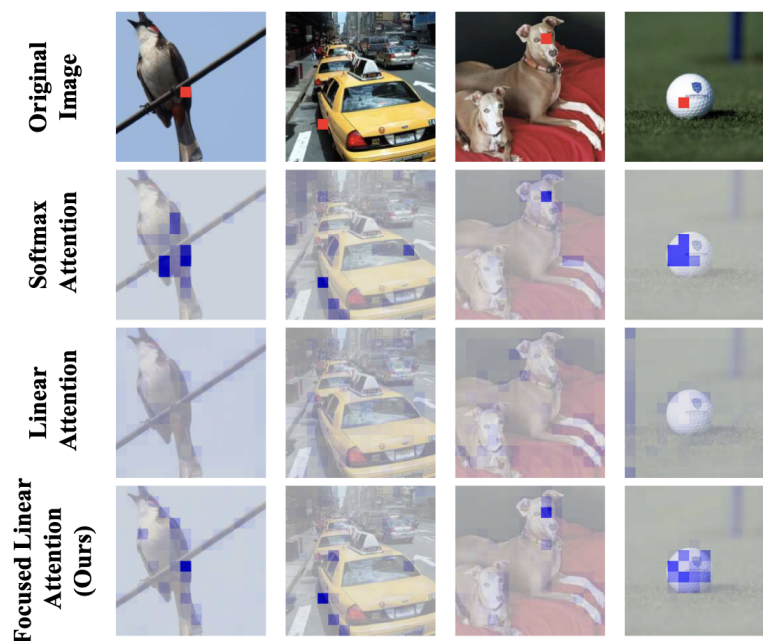 Original
Image
Softmax
Attention
Linear
Attention
Focused Linear
Attention
(Ours)